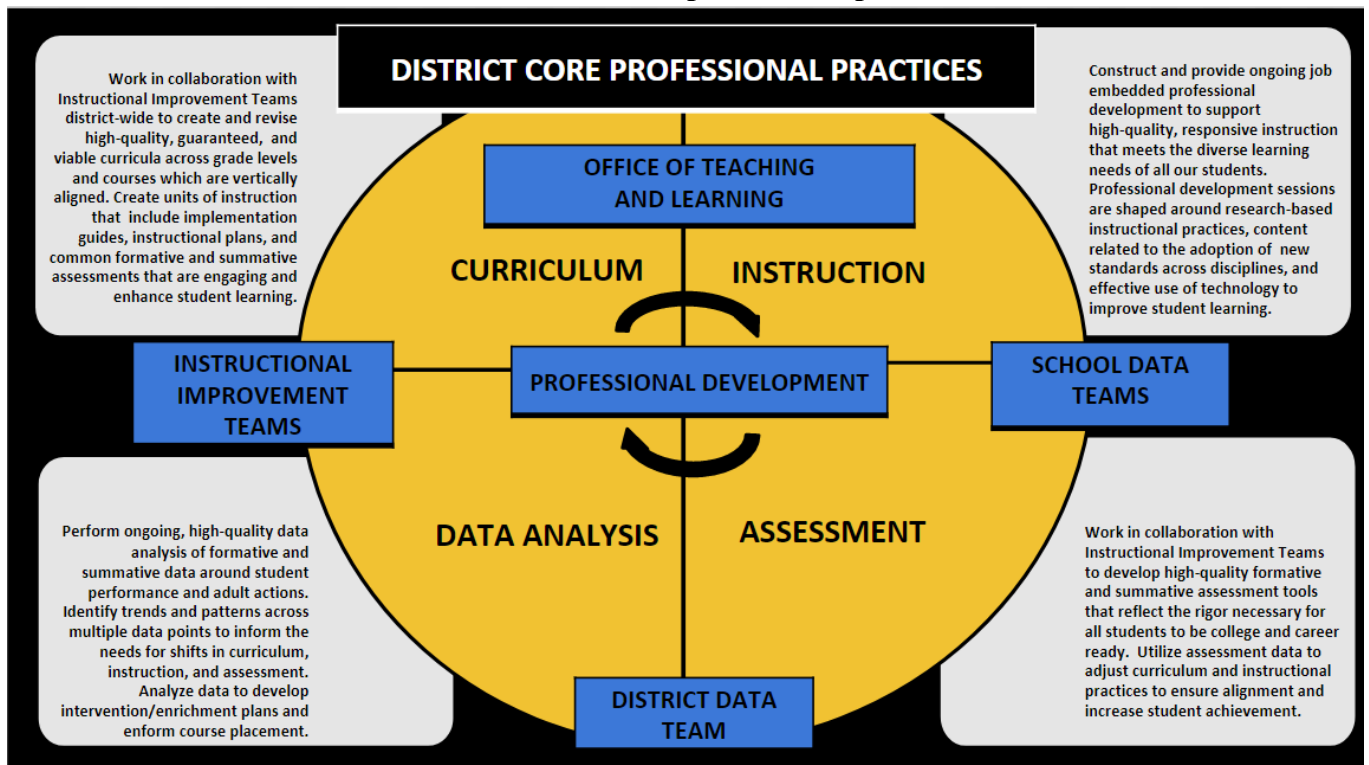 DISTRICT CORE PROFESSIONAL PRACTICES
Work in collaboration with
Instructional Improvement Teams
district-wide to create and revise
high-quality, guaranteed, and
viable curricula across grade levels
and courses which are vertically
aligned. Create units of instruction
that include implementation
guides, instructional plans, and
common formative and summative
assessments that are engaging and
enhance student learning.
Construct and provide ongoing job
embedded professional
development to support
high-quality, responsive instruction
that meets the diverse learning
needs of all our students.
Professional development sessions
are shaped around research-based
instructional practices, content
related to the adoption of new
standards across disciplines, and
effective use of technology to
improve student learning.
OFFICE OF TEACHING
AND LEARNING
CURRICULUM
INSTRUCTION
INSTRUCTIONAL
IMPROVEMENT
TEAMS
PROFESSIONAL DEVELOPMENT
SCHOOL DATA
TEAMS
DATA ANALYSIS
ASSESSMENT
Perform ongoing, high-quality data
analysis of formative and
summative data around student
performance and adult actions.
Identify trends and patterns across
multiple data points to inform the
needs for shifts in curriculum,
instruction, and assessment.
Analyze data to develop
intervention/enrichment plans and
enform course placement.
Work in collaboration with
Instructional Improvement Teams
to develop high-quality formative
and summative assessment tools
that reflect the rigor necessary for
all students to be college and career
ready. Utilize assessment data to
adjust curriculum and instructional
practices to ensure alignment and
increase student achievement.
DISTRICT DATA
TEAM